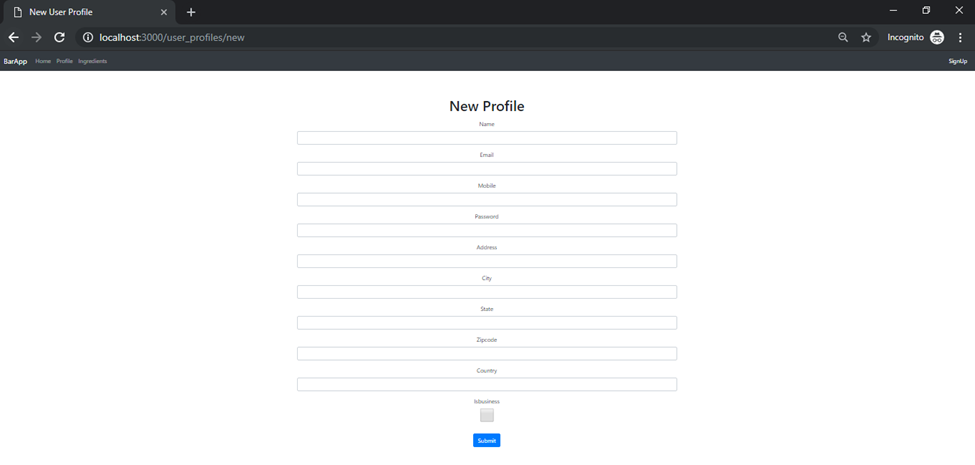 New User Profile
localhost:3000/user_profiles/new
Incognito
BarApp Home Profile Ingredients SignUp
New Profile
Name
Email
Mobile
Password
Address
City
State
Zipcode
Country
Isbusiness
Submit